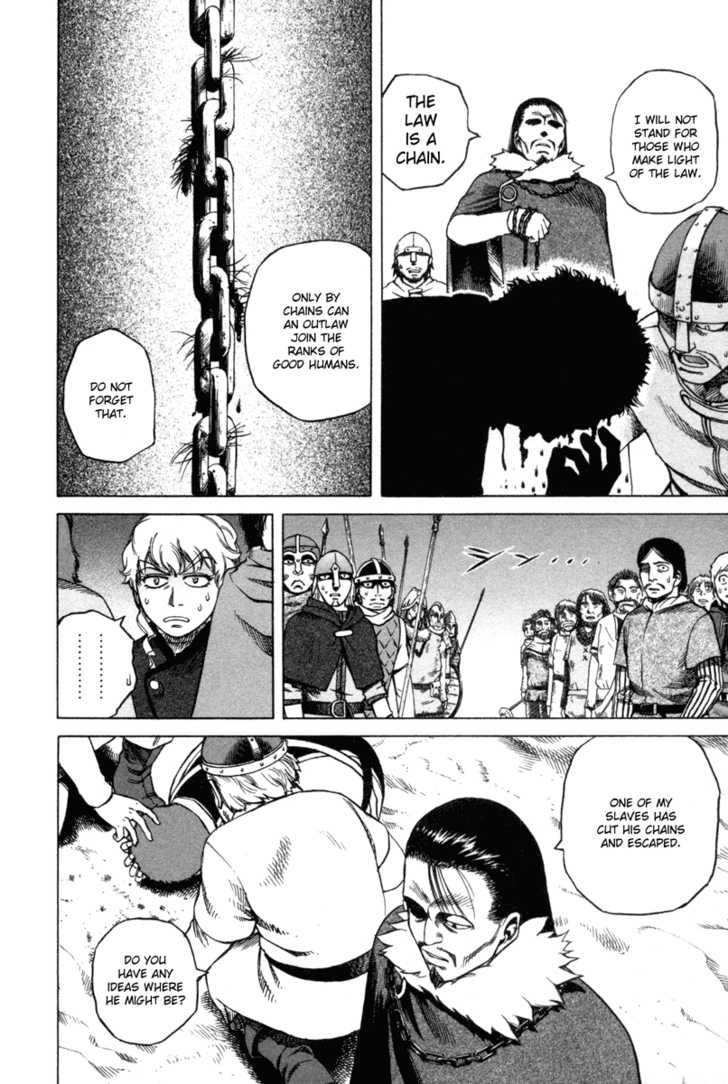 I WILL NOT
STAND FOR
THOSE WHO
MAKE LIGHT
OF THE LAW.
THE
LAW
IS A
CHAIN.
ONLY BY
CHAINS CAN
AN OUTLAW
JOIN THE
RANKS OF
GOOD HUMANS.
DO NOT
FORGET
THAT.
ザワ...
........
........
ONE OF MY
SLAVES HAS
CUT HIS CHAINS
AND ESCAPED.
DO YOU
HAVE ANY
IDEAS WHERE
HE MIGHT BE?